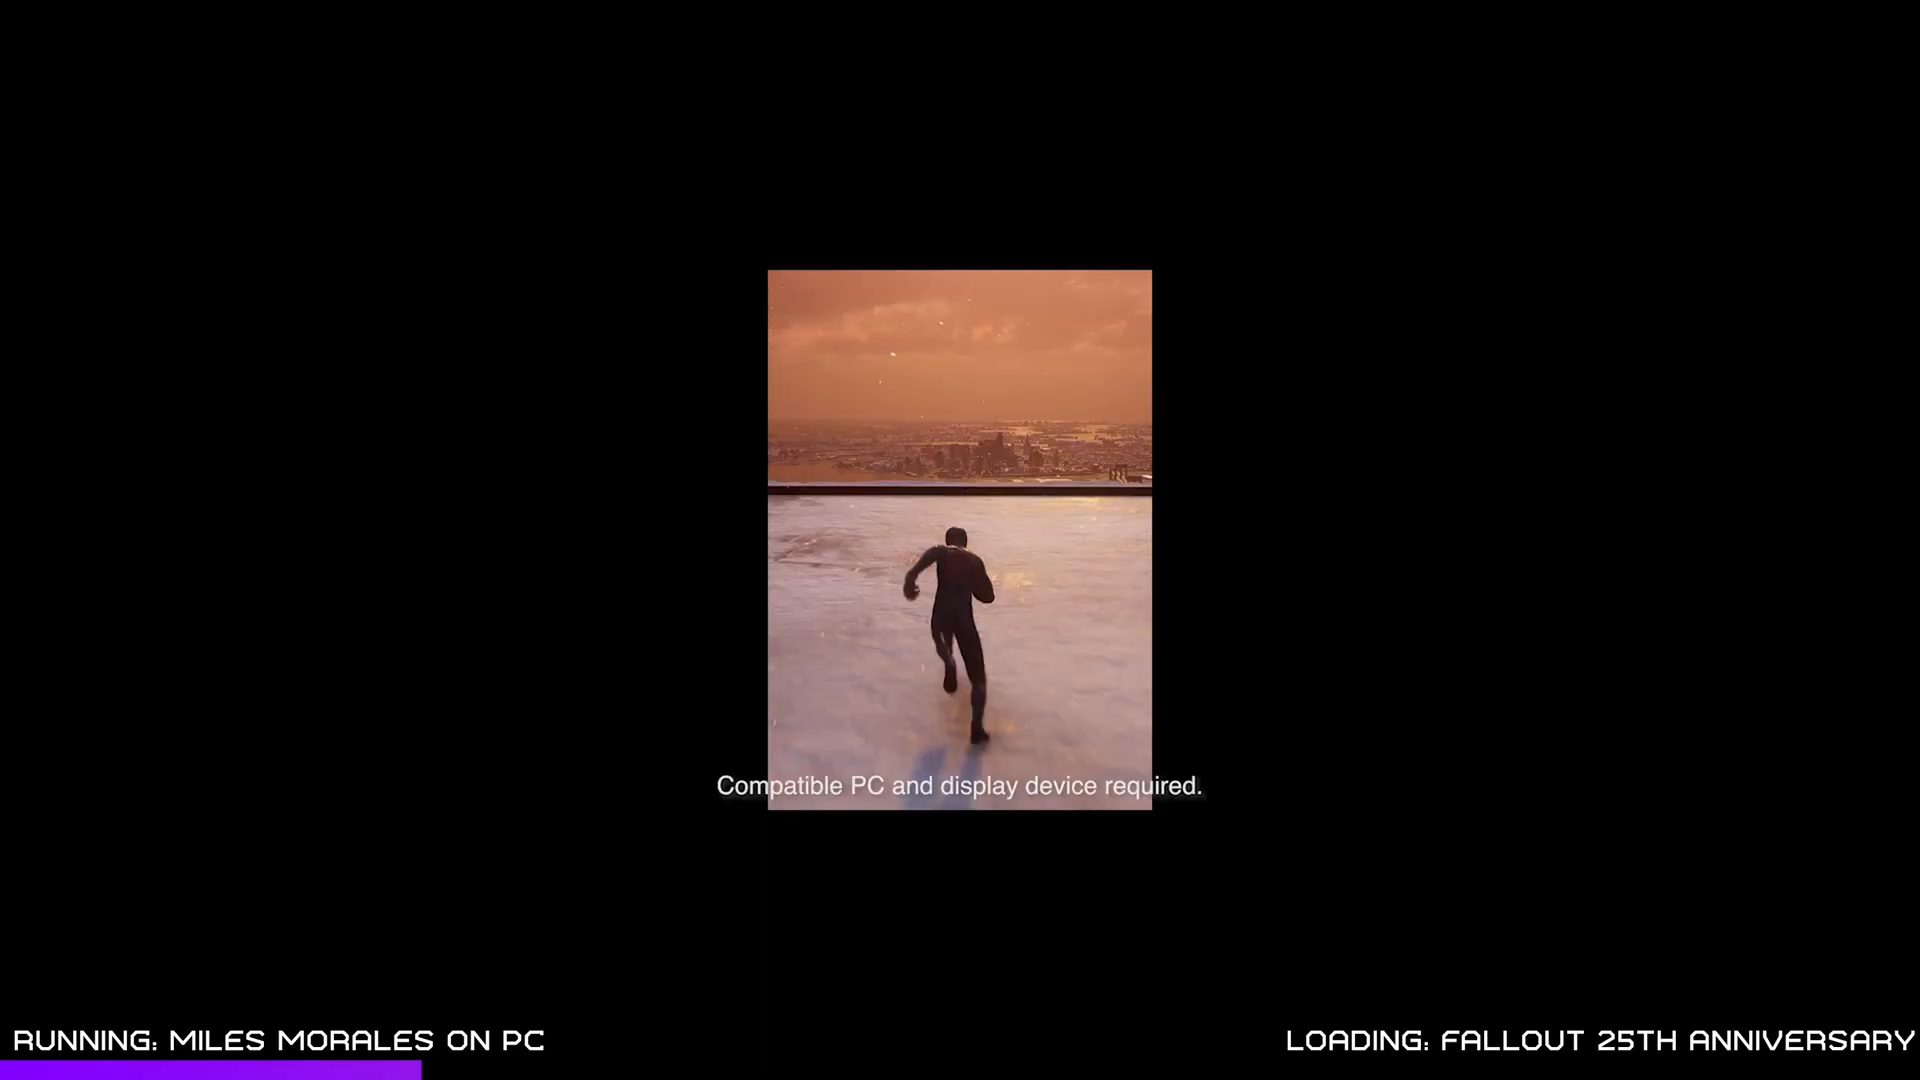 Compatible PC and display device required.
RUNNING: MILES MORALES ON PC
LOADING: FALLOUT 25TH ANNIVERSARY